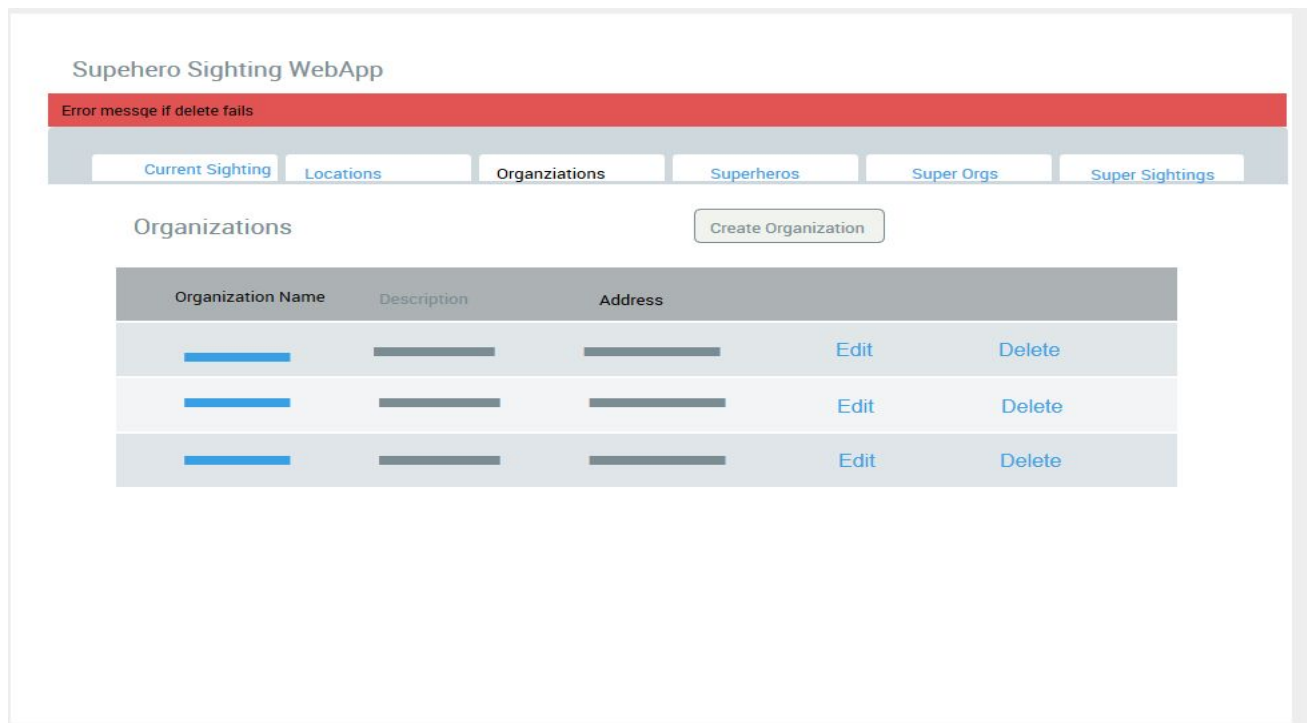 Supehero Sighting WebApp
Error messqe if delete fails
Current Sighting Locations Organziations Superheros Super Orgs Super Sightings
Organizations Create Organization
Organization Name Description Address
Edit Delete
Edit Delete
Edit Delete